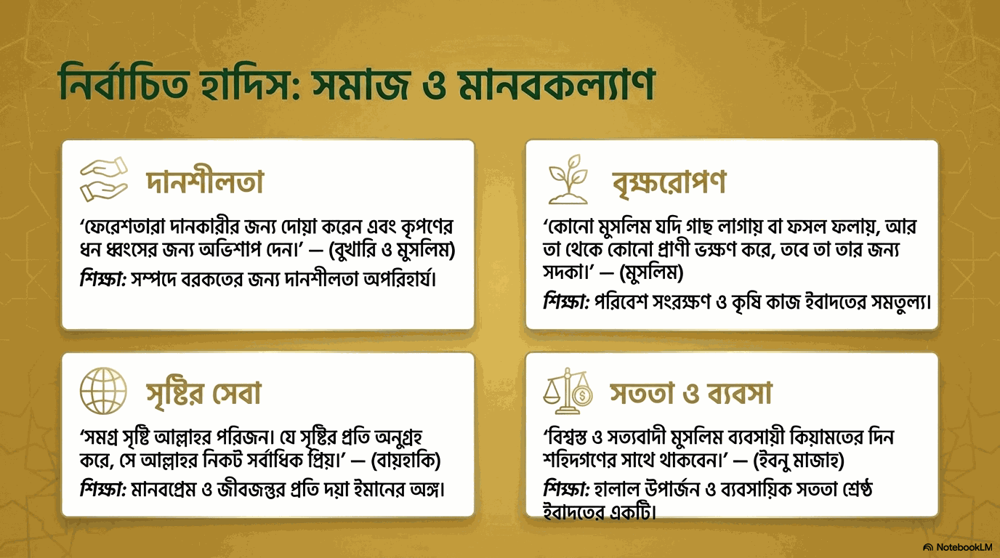 নির্বাচিত হাদিস: সমাজ ও মানবকল্যাণ
দানশীলতা
‘ফেরেশতারা দানকারীর জন্য দোয়া করেন এবং কৃপণের
ধন ধ্বংসের জন্য অভিশাপ দেন।’ — (বুখারি ও মুসলিম)
শিক্ষা: সম্পদে বরকতের জন্য দানশীলতা অপরিহার্য।
বৃক্ষরোপণ
‘কোনো মুসলিম যদি গাছ লাগায় বা ফসল ফলায়, আর
তা থেকে কোনো প্রাণী ভক্ষণ করে, তবে তা তার জন্য
সদকা।’ — (মুসলিম)
শিক্ষা: পরিবেশ সংরক্ষণ ও কৃষি কাজ ইবাদতের সমতুল্য।
সৃষ্টির সেবা
‘সমগ্র সৃষ্টি আল্লাহর পরিজন। যে সৃষ্টির প্রতি অনুগ্রহ
করে, সে আল্লাহর নিকট সর্বাধিক প্রিয়।’ — (বায়হাকি)
শিক্ষা: মানবপ্রেম ও জীবজন্তুর প্রতি দয়া ইমানের অঙ্গ।
সততা ও ব্যবসা
‘বিশ্বস্ত ও সত্যবাদী মুসলিম ব্যবসায়ী কিয়ামতের দিন
শহিদগণের সাথে থাকবেন।’ — (ইবনু মাজাহ)
শিক্ষা: হালাল উপার্জন ও ব্যবসায়িক সততা শ্রেষ্ঠ
ইবাদতের একটি।
NotebookLM